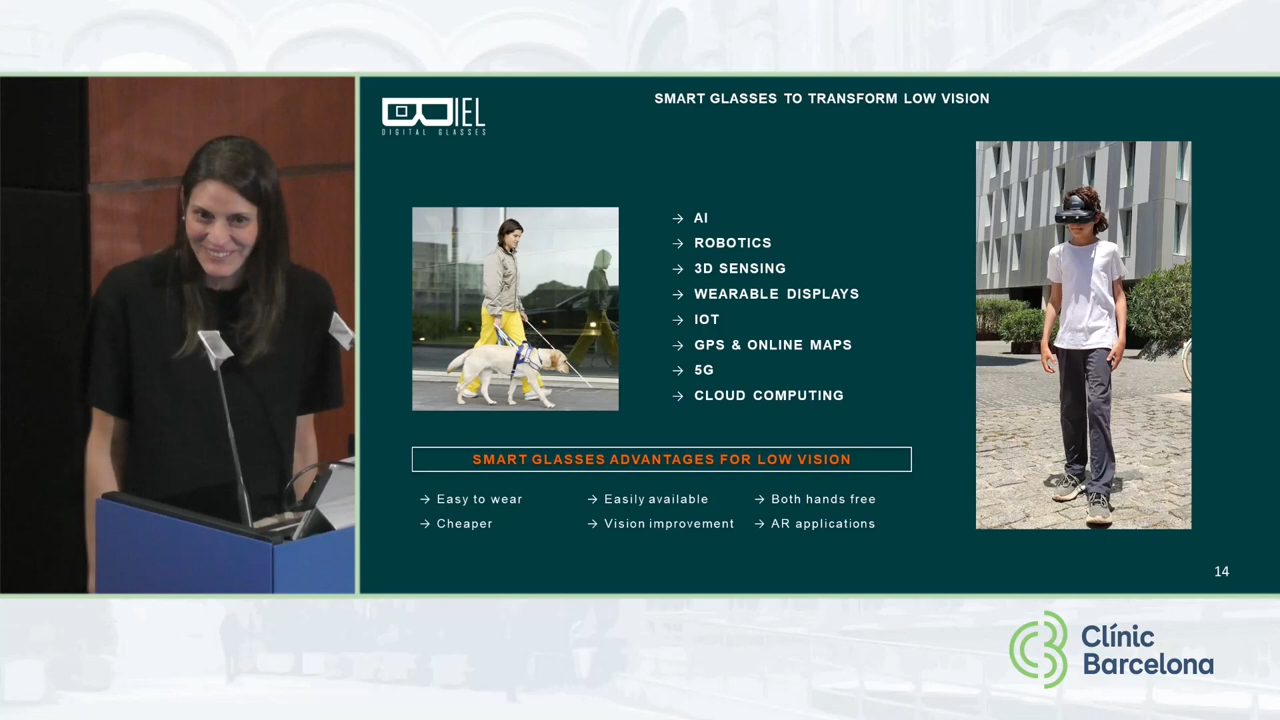 SMART GLASSES TO TRANSFORM LOW VISION
BIEL
DIGITAL GLASSES
→ AI
→ ROBOTICS
→ 3D SENSING
→ WEARABLE DISPLAYS
→ IOT
→ GPS & ONLINE MAPS
→ 5G
→ CLOUD COMPUTING
SMART GLASSES ADVANTAGES FOR LOW VISION
→ Easy to wear → Easily available → Both hands free
→ Cheaper → Vision improvement → AR applications
14
Clínic
Barcelona